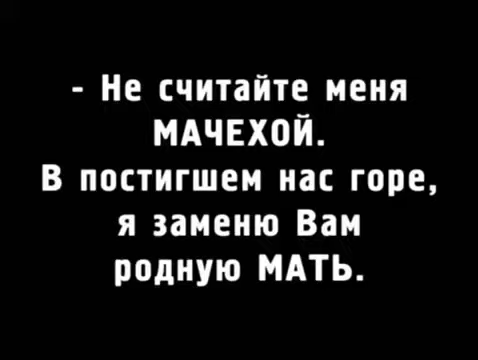 - Не считайте меня
МАЧЕХОЙ.
В постигшем нас горе,
я заменю Вам
родную МАТЬ.